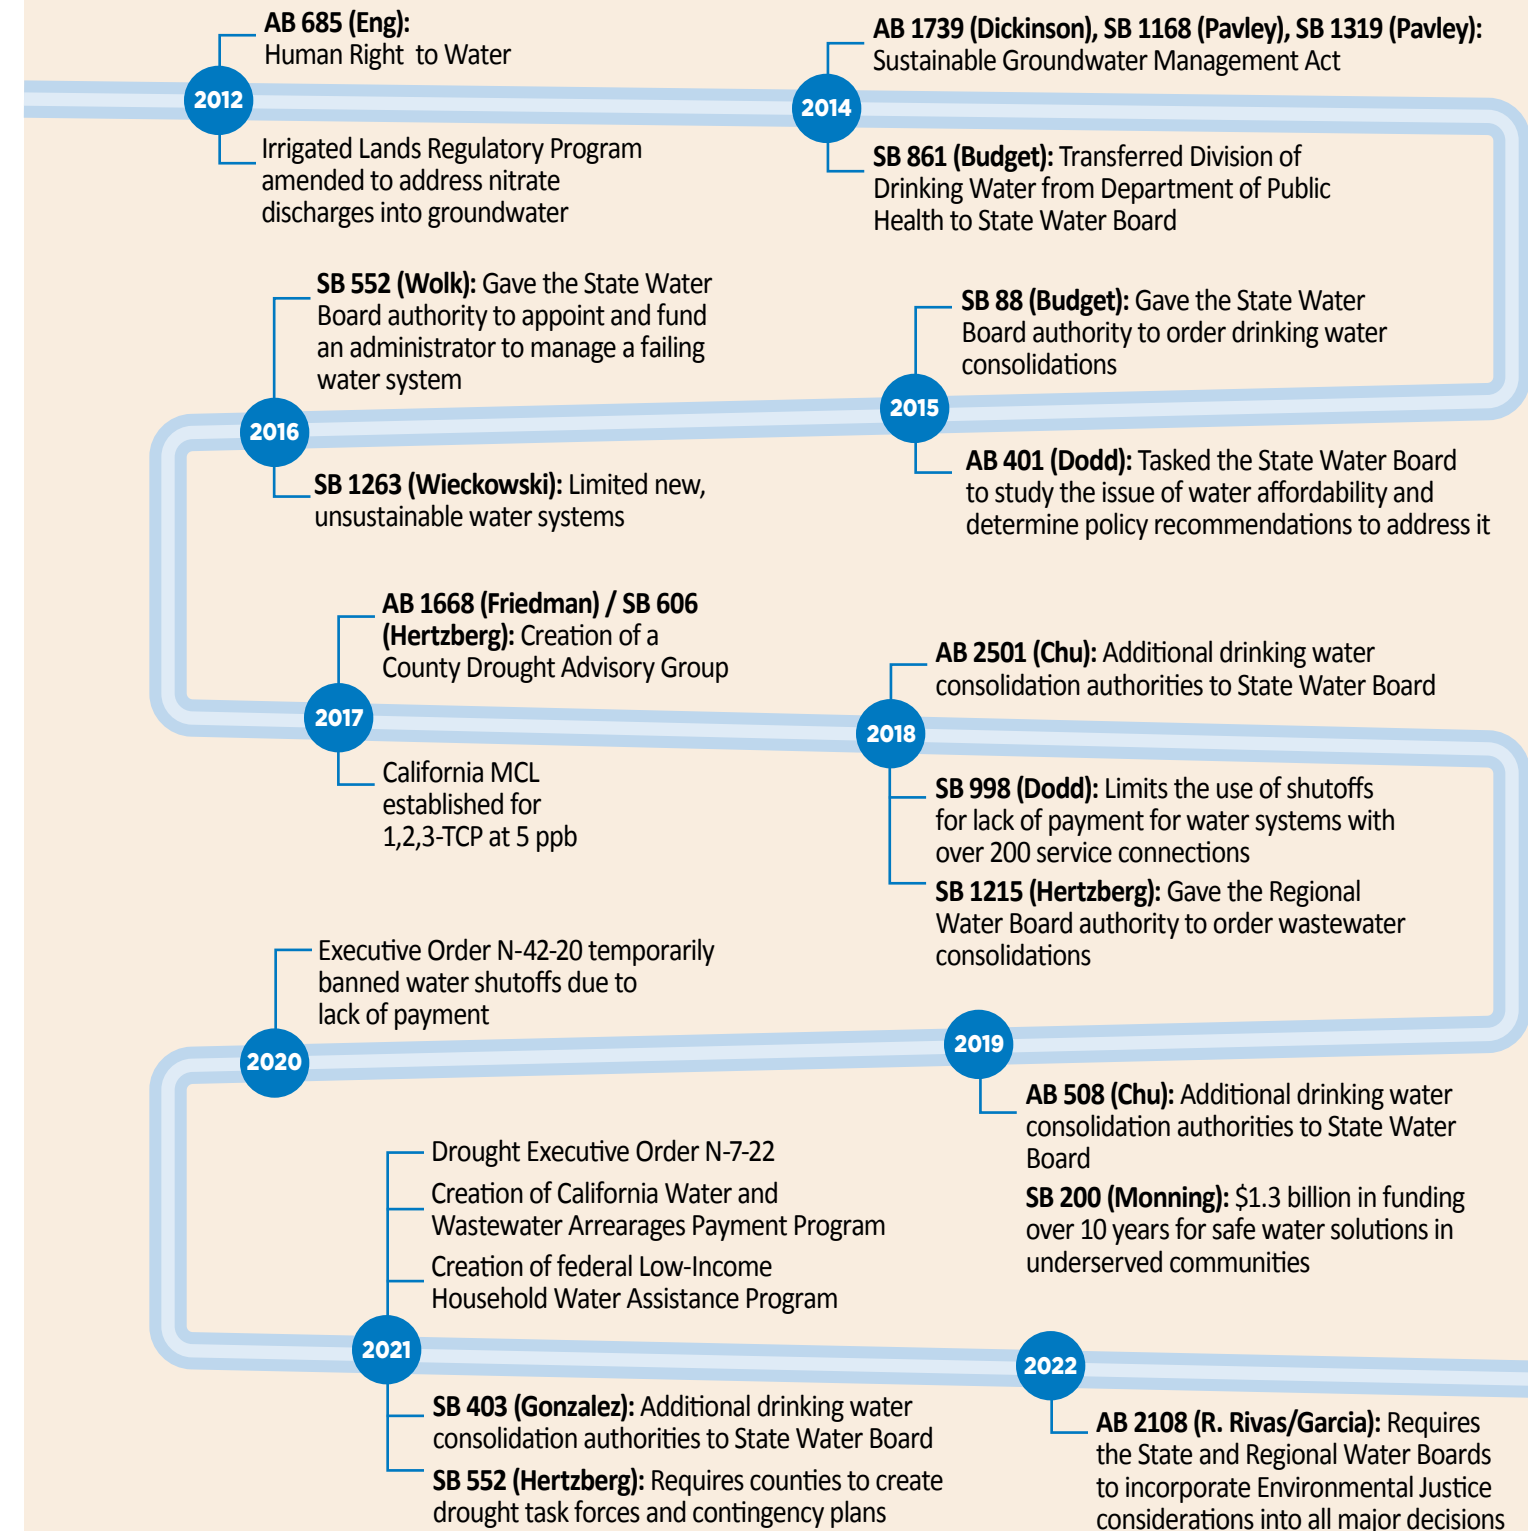 AB 685 (Eng):
Human Right to Water
2012
Irrigated Lands Regulatory Program
amended to address nitrate
discharges into groundwater
AB 1739 (Dickinson), SB 1168 (Pavley), SB 1319 (Pavley):
Sustainable Groundwater Management Act
2014
SB 861 (Budget): Transferred Division of
Drinking Water from Department of Public
Health to State Water Board
SB 88 (Budget): Gave the State Water
Board authority to order drinking water
consolidations
2015
AB 401 (Dodd): Tasked the State Water Board
to study the issue of water affordability and
determine policy recommendations to address it
SB 552 (Wolk): Gave the State Water
Board authority to appoint and fund
an administrator to manage a failing
water system
2016
SB 1263 (Wieckowski): Limited new,
unsustainable water systems
AB 1668 (Friedman) / SB 606
(Hertzberg): Creation of a
County Drought Advisory Group
2017
California MCL
established for
1,2,3-TCP at 5 ppb
AB 2501 (Chu): Additional drinking water
consolidation authorities to State Water Board
2018
SB 998 (Dodd): Limits the use of shutoffs
for lack of payment for water systems with
over 200 service connections
SB 1215 (Hertzberg): Gave the Regional
Water Board authority to order wastewater
consolidations
2019
AB 508 (Chu): Additional drinking water
consolidation authorities to State Water
Board
SB 200 (Monning): $1.3 billion in funding
over 10 years for safe water solutions in
underserved communities
Executive Order N-42-20 temporarily
banned water shutoffs due to
lack of payment
2020
Drought Executive Order N-7-22
Creation of California Water and
Wastewater Arrearages Payment Program
Creation of federal Low-Income
Household Water Assistance Program
2021
SB 403 (Gonzalez): Additional drinking water
consolidation authorities to State Water Board
SB 552 (Hertzberg): Requires counties to create
drought task forces and contingency plans
2022
AB 2108 (R. Rivas/Garcia): Requires
the State and Regional Water Boards
to incorporate Environmental Justice
considerations into all major decisions